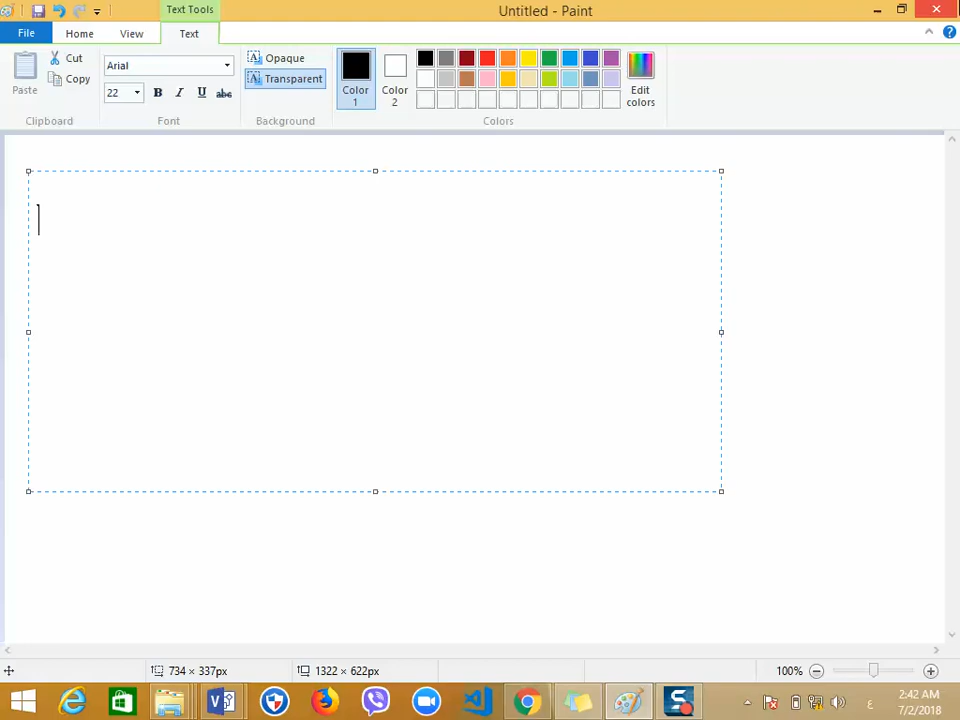 Text Tools
Untitled - Paint
File
Home
View
Text
Paste
Cut
Copy
Clipboard
Arial
22
B I U abc
Font
A Opaque
A Transparent
Background
Color 1
Color 2
Edit colors
Colors
734 × 337px
1322 × 622px
100%
ع
2:42 AM
7/2/2018